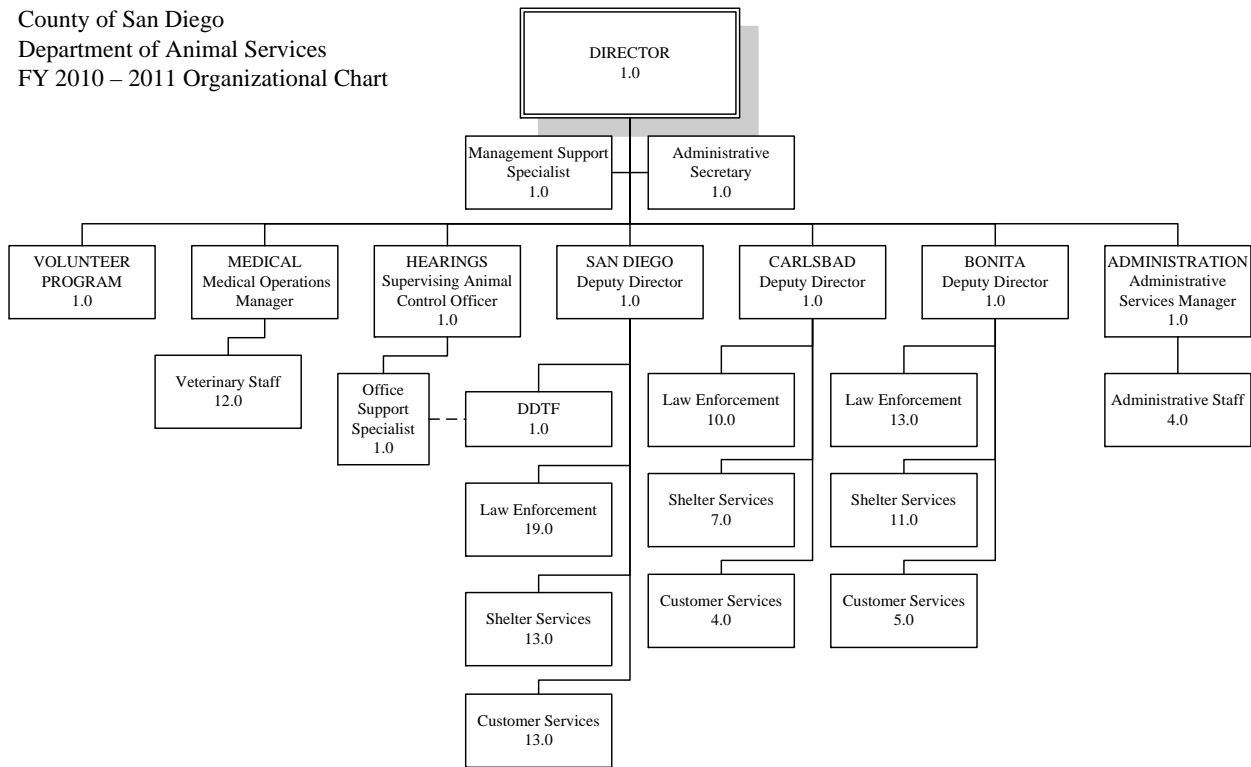 County of San Diego
Department of Animal Services
FY 2010 – 2011 Organizational Chart
DIRECTOR
1.0
Management Support
Specialist
1.0
Administrative
Secretary
1.0
VOLUNTEER
PROGRAM
1.0
MEDICAL
Medical Operations
Manager
HEARINGS
Supervising Animal
Control Officer
1.0
SAN DIEGO
Deputy Director
1.0
CARLSBAD
Deputy Director
1.0
BONITA
Deputy Director
1.0
ADMINISTRATION
Administrative
Services Manager
1.0
Veterinary Staff
12.0
Office
Support
Specialist
1.0
DDTF
1.0
Law Enforcement
10.0
Law Enforcement
13.0
Administrative Staff
4.0
Law Enforcement
19.0
Shelter Services
7.0
Shelter Services
11.0
Shelter Services
13.0
Customer Services
4.0
Customer Services
5.0
Customer Services
13.0